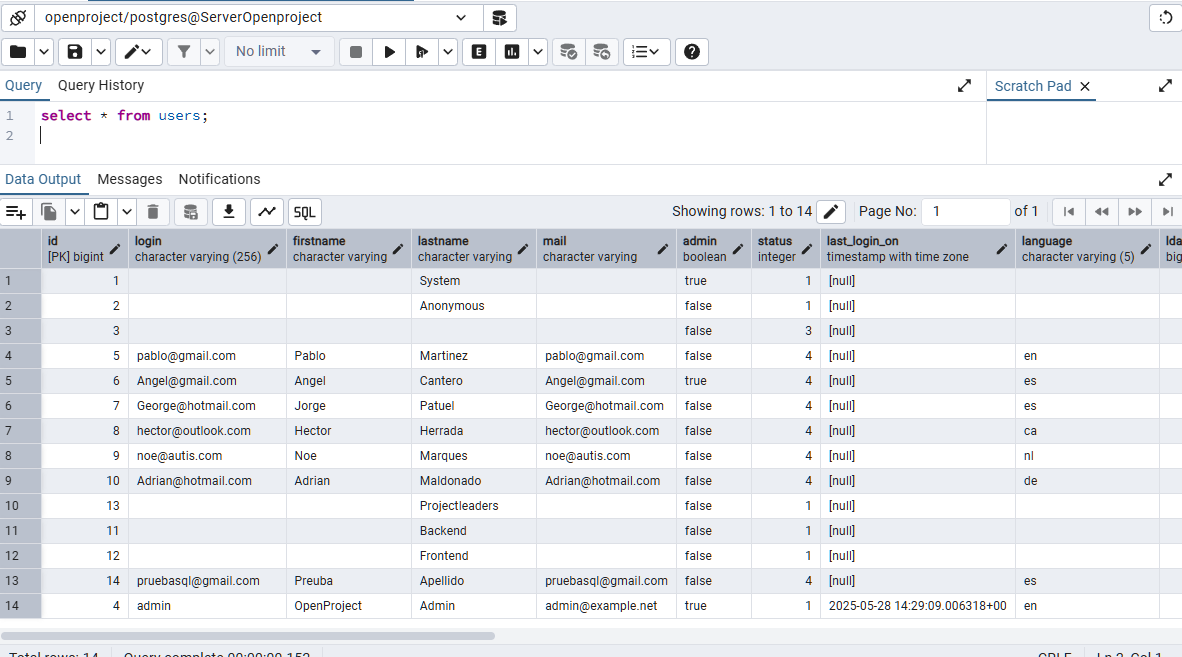 openproject/postgres@ServerOpenproject
No limit
E
Query Query History Scratch Pad
1 select * from users;
2
Data Output Messages Notifications
SQL Showing rows: 1 to 14 Page No: 1 of 1
id login firstname lastname mail admin status last_login_on language lda
[PK] bigint character varying (256) character varying character varying character varying boolean integer timestamp with time zone character varying (5) big
1 1 System true 1 [null]
2 2 Anonymous false 1 [null]
3 3 false 3 [null]
4 5 pablo@gmail.com Pablo Martinez pablo@gmail.com false 4 [null] en
5 6 Angel@gmail.com Angel Cantero Angel@gmail.com true 4 [null] es
6 7 George@hotmail.com Jorge Patuel George@hotmail.com false 4 [null] es
7 8 hector@outlook.com Hector Herrada hector@outlook.com false 4 [null] ca
8 9 noe@autis.com Noe Marques noe@autis.com false 4 [null] nl
9 10 Adrian@hotmail.com Adrian Maldonado Adrian@hotmail.com false 4 [null] de
10 13 Projectleaders false 1 [null]
11 11 Backend false 1 [null]
12 12 Frontend false 1 [null]
13 14 pruebasql@gmail.com Preuba Apellido pruebasql@gmail.com false 4 [null] es
14 4 admin OpenProject Admin admin@example.net true 1 2025-05-28 14:29:09.006318+00 en
Total rows: 14 Query complete 00:00:00.152 CRLF Ln 2, Col 1